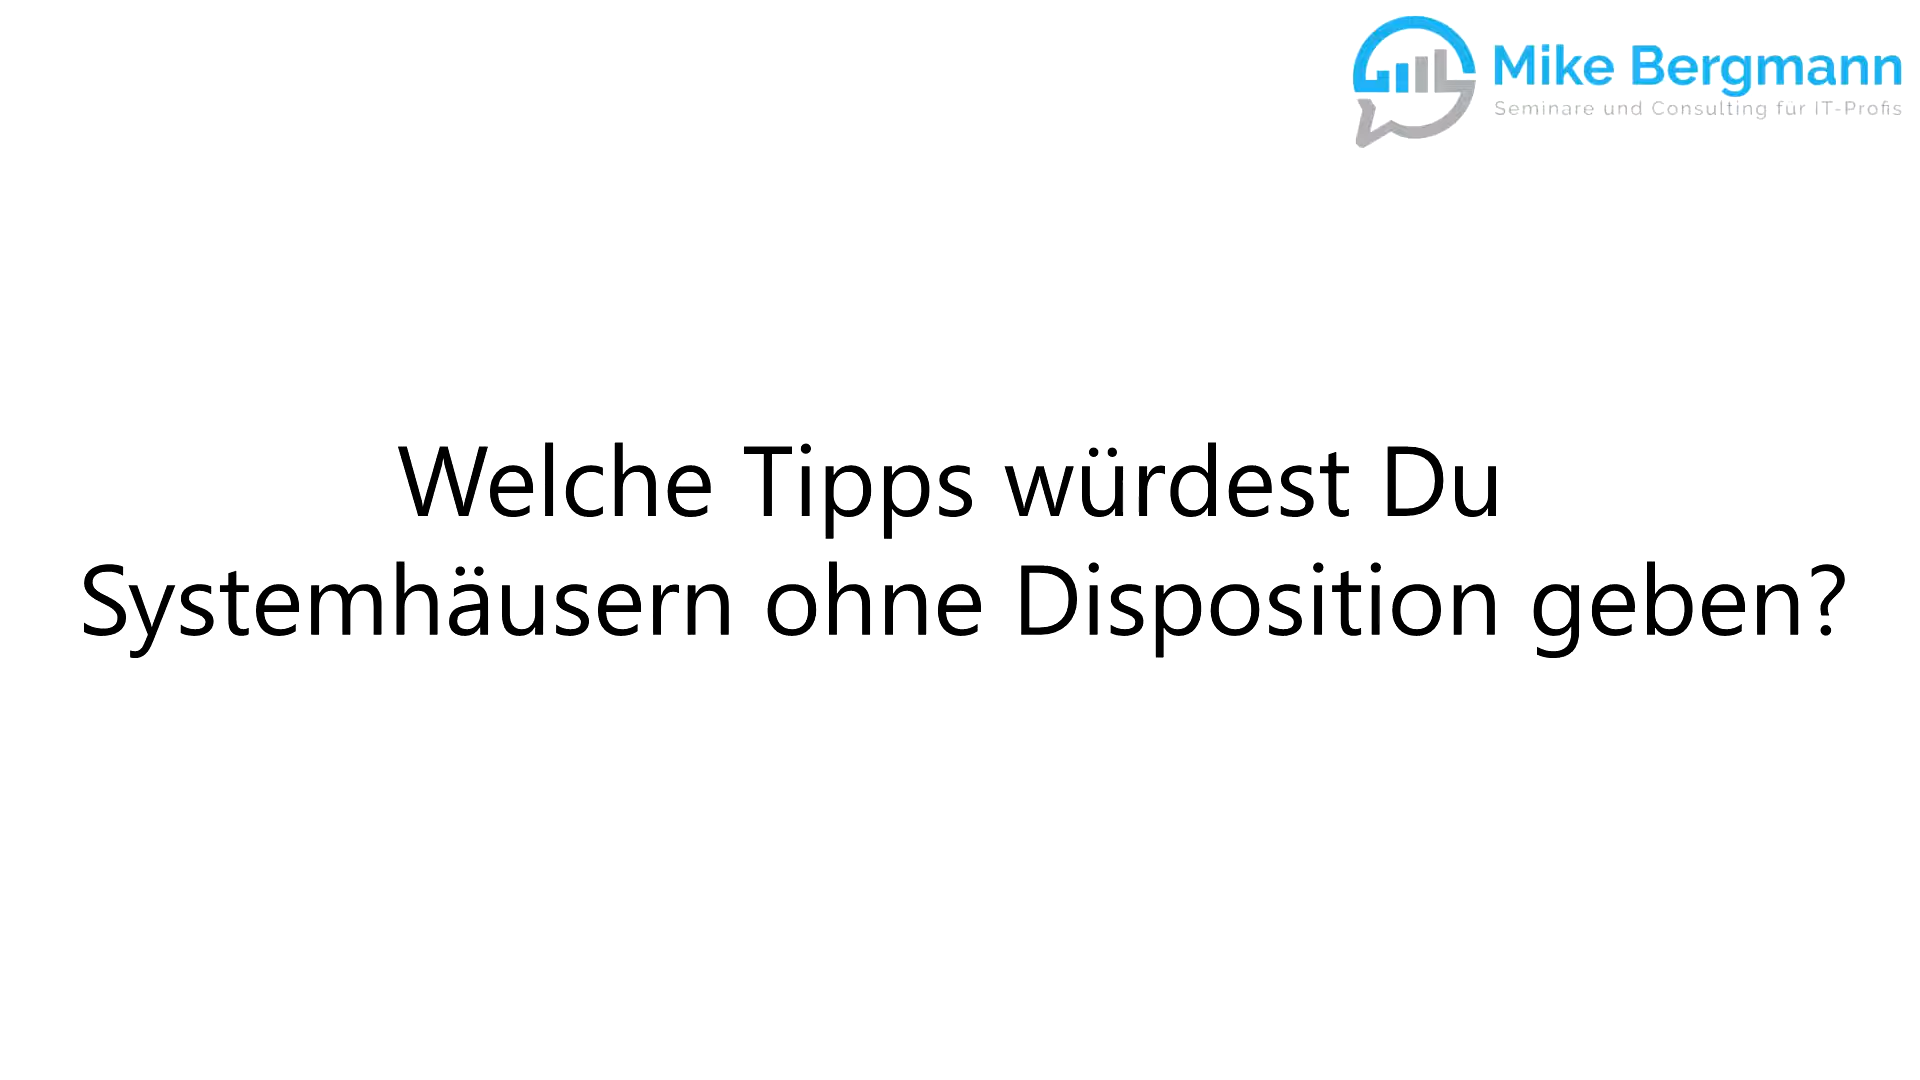 Mike Bergmann
Seminare und Consulting für IT-Profis
Welche Tipps würdest Du
Systemhäusern ohne Disposition geben?